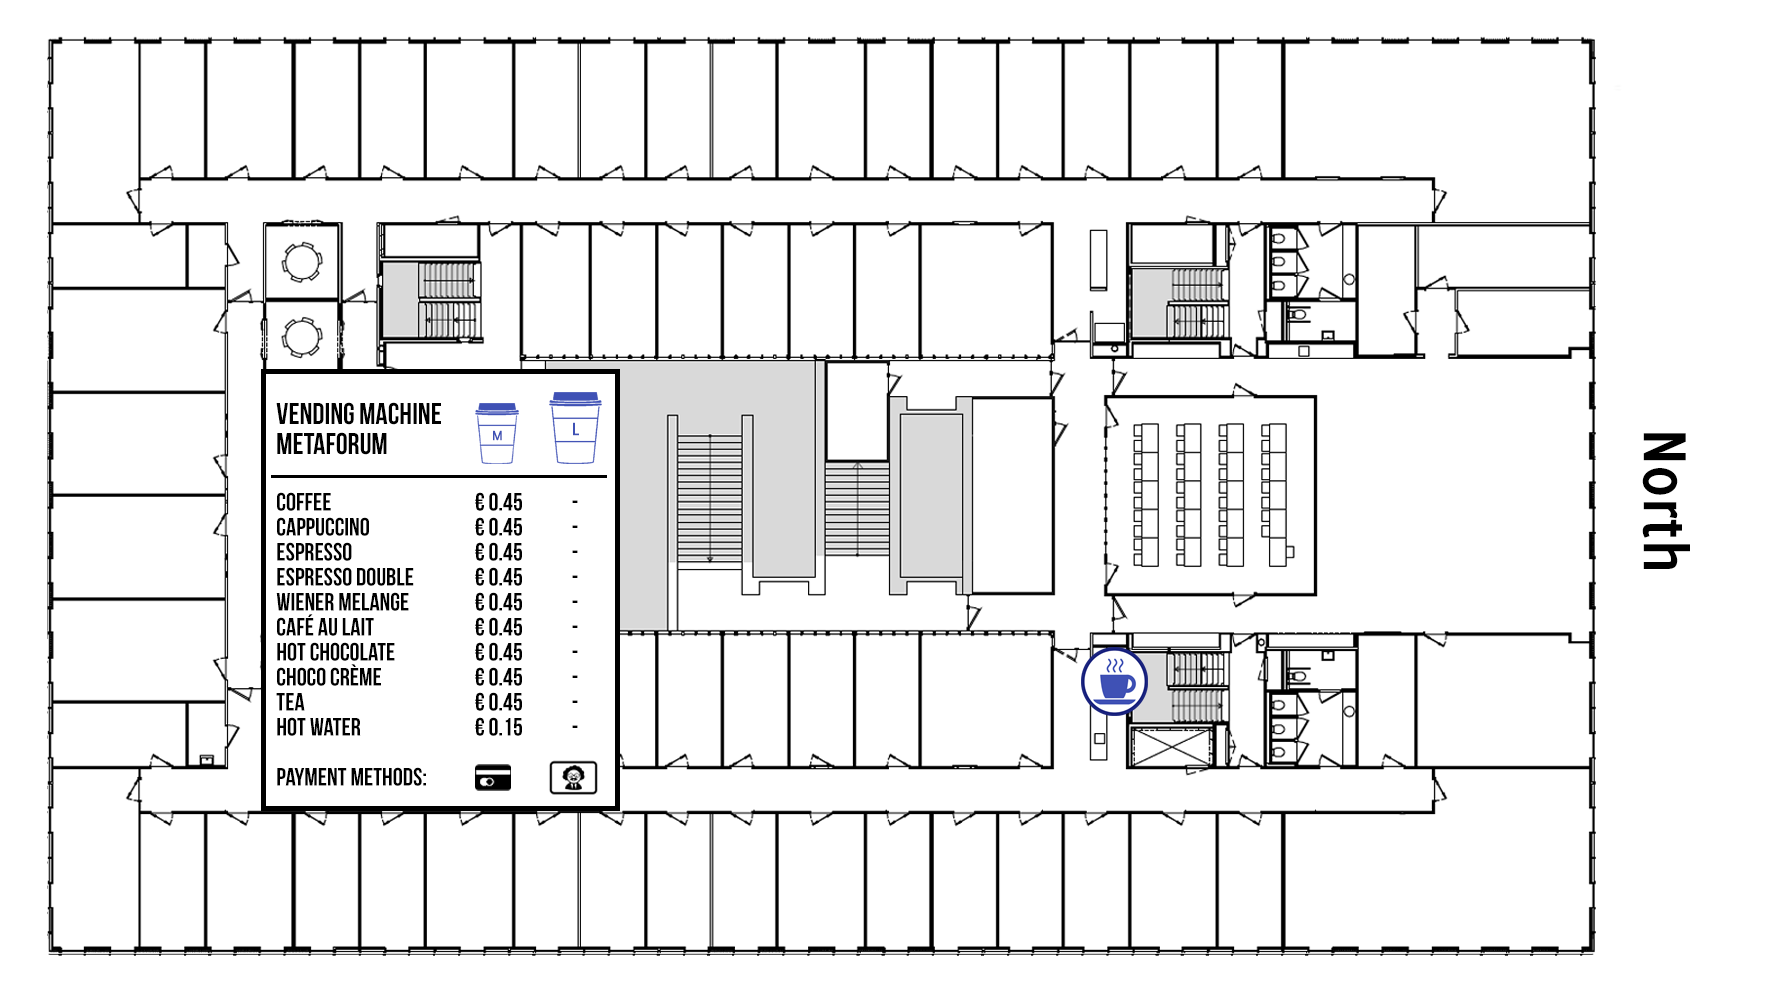 VENDING MACHINE
METAFORUM
M
L
COFFEE € 0.45 -
CAPPUCCINO € 0.45 -
ESPRESSO € 0.45 -
ESPRESSO DOUBLE € 0.45 -
WIENER MELANGE € 0.45 -
CAFÉ AU LAIT € 0.45 -
HOT CHOCOLATE € 0.45 -
CHOCO CRÈME € 0.45 -
TEA € 0.45 -
HOT WATER € 0.15 -
PAYMENT METHODS:
North